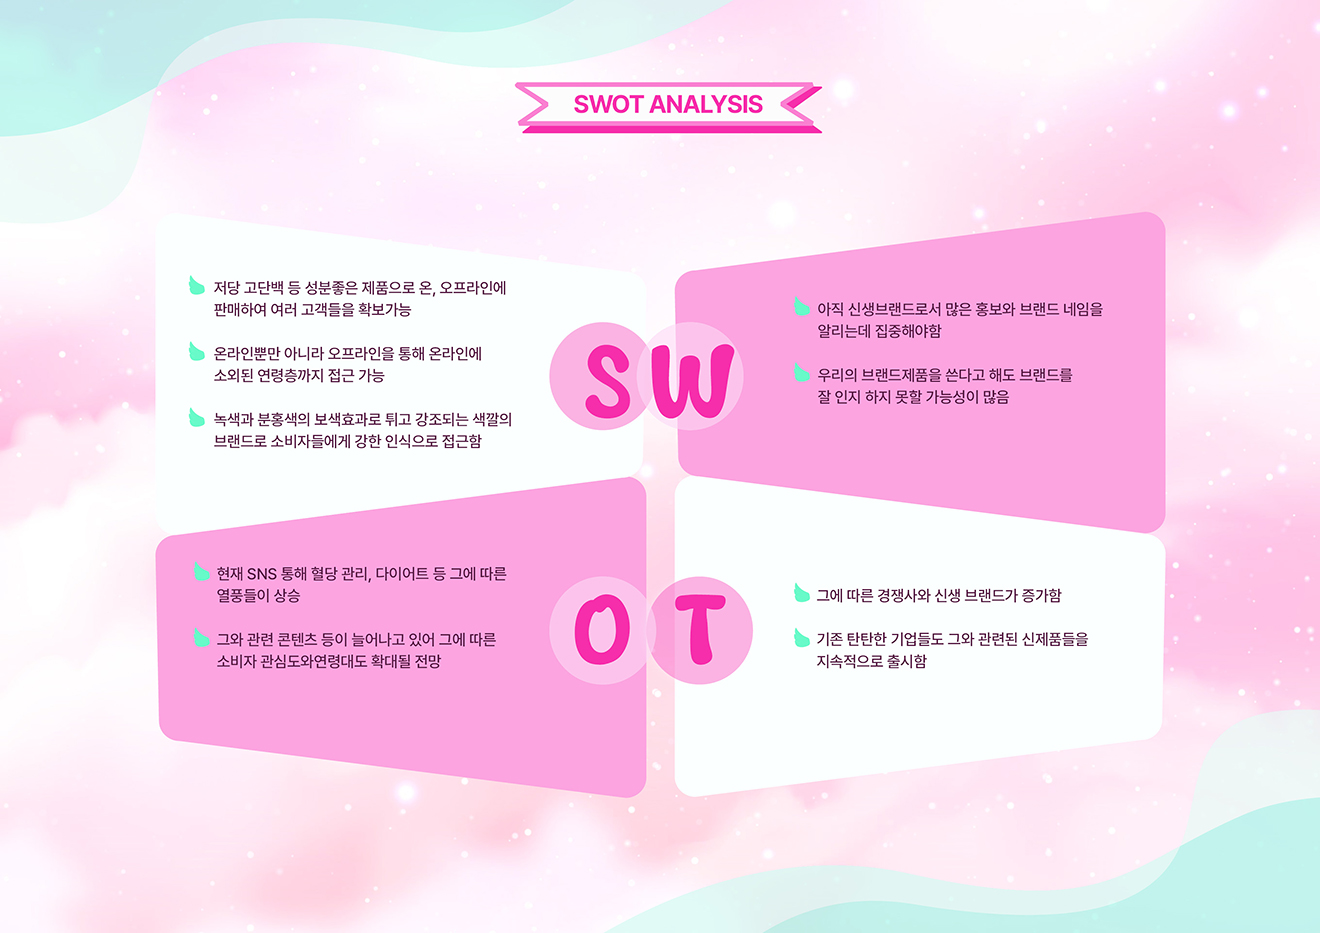 SWOT ANALYSIS
저당 고단백 등 성분좋은 제품으로 온, 오프라인에
판매하여 여러 고객들을 확보가능
온라인뿐만 아니라 오프라인을 통해 온라인에
소외된 연령층까지 접근 가능
녹색과 분홍색의 보색효과로 튀고 강조되는 색깔의
브랜드로 소비자들에게 강한 인식으로 접근함
S
W
아직 신생브랜드로서 많은 홍보와 브랜드 네임을
알리는데 집중해야함
우리의 브랜드제품을 쓴다고 해도 브랜드를
잘 인지 하지 못할 가능성이 많음
현재 SNS 통해 혈당 관리, 다이어트 등 그에 따른
열풍들이 상승
그와 관련 콘텐츠 등이 늘어나고 있어 그에 따른
소비자 관심도와연령대도 확대될 전망
O
T
그에 따른 경쟁사와 신생 브랜드가 증가함
기존 탄탄한 기업들도 그와 관련된 신제품들을
지속적으로 출시함